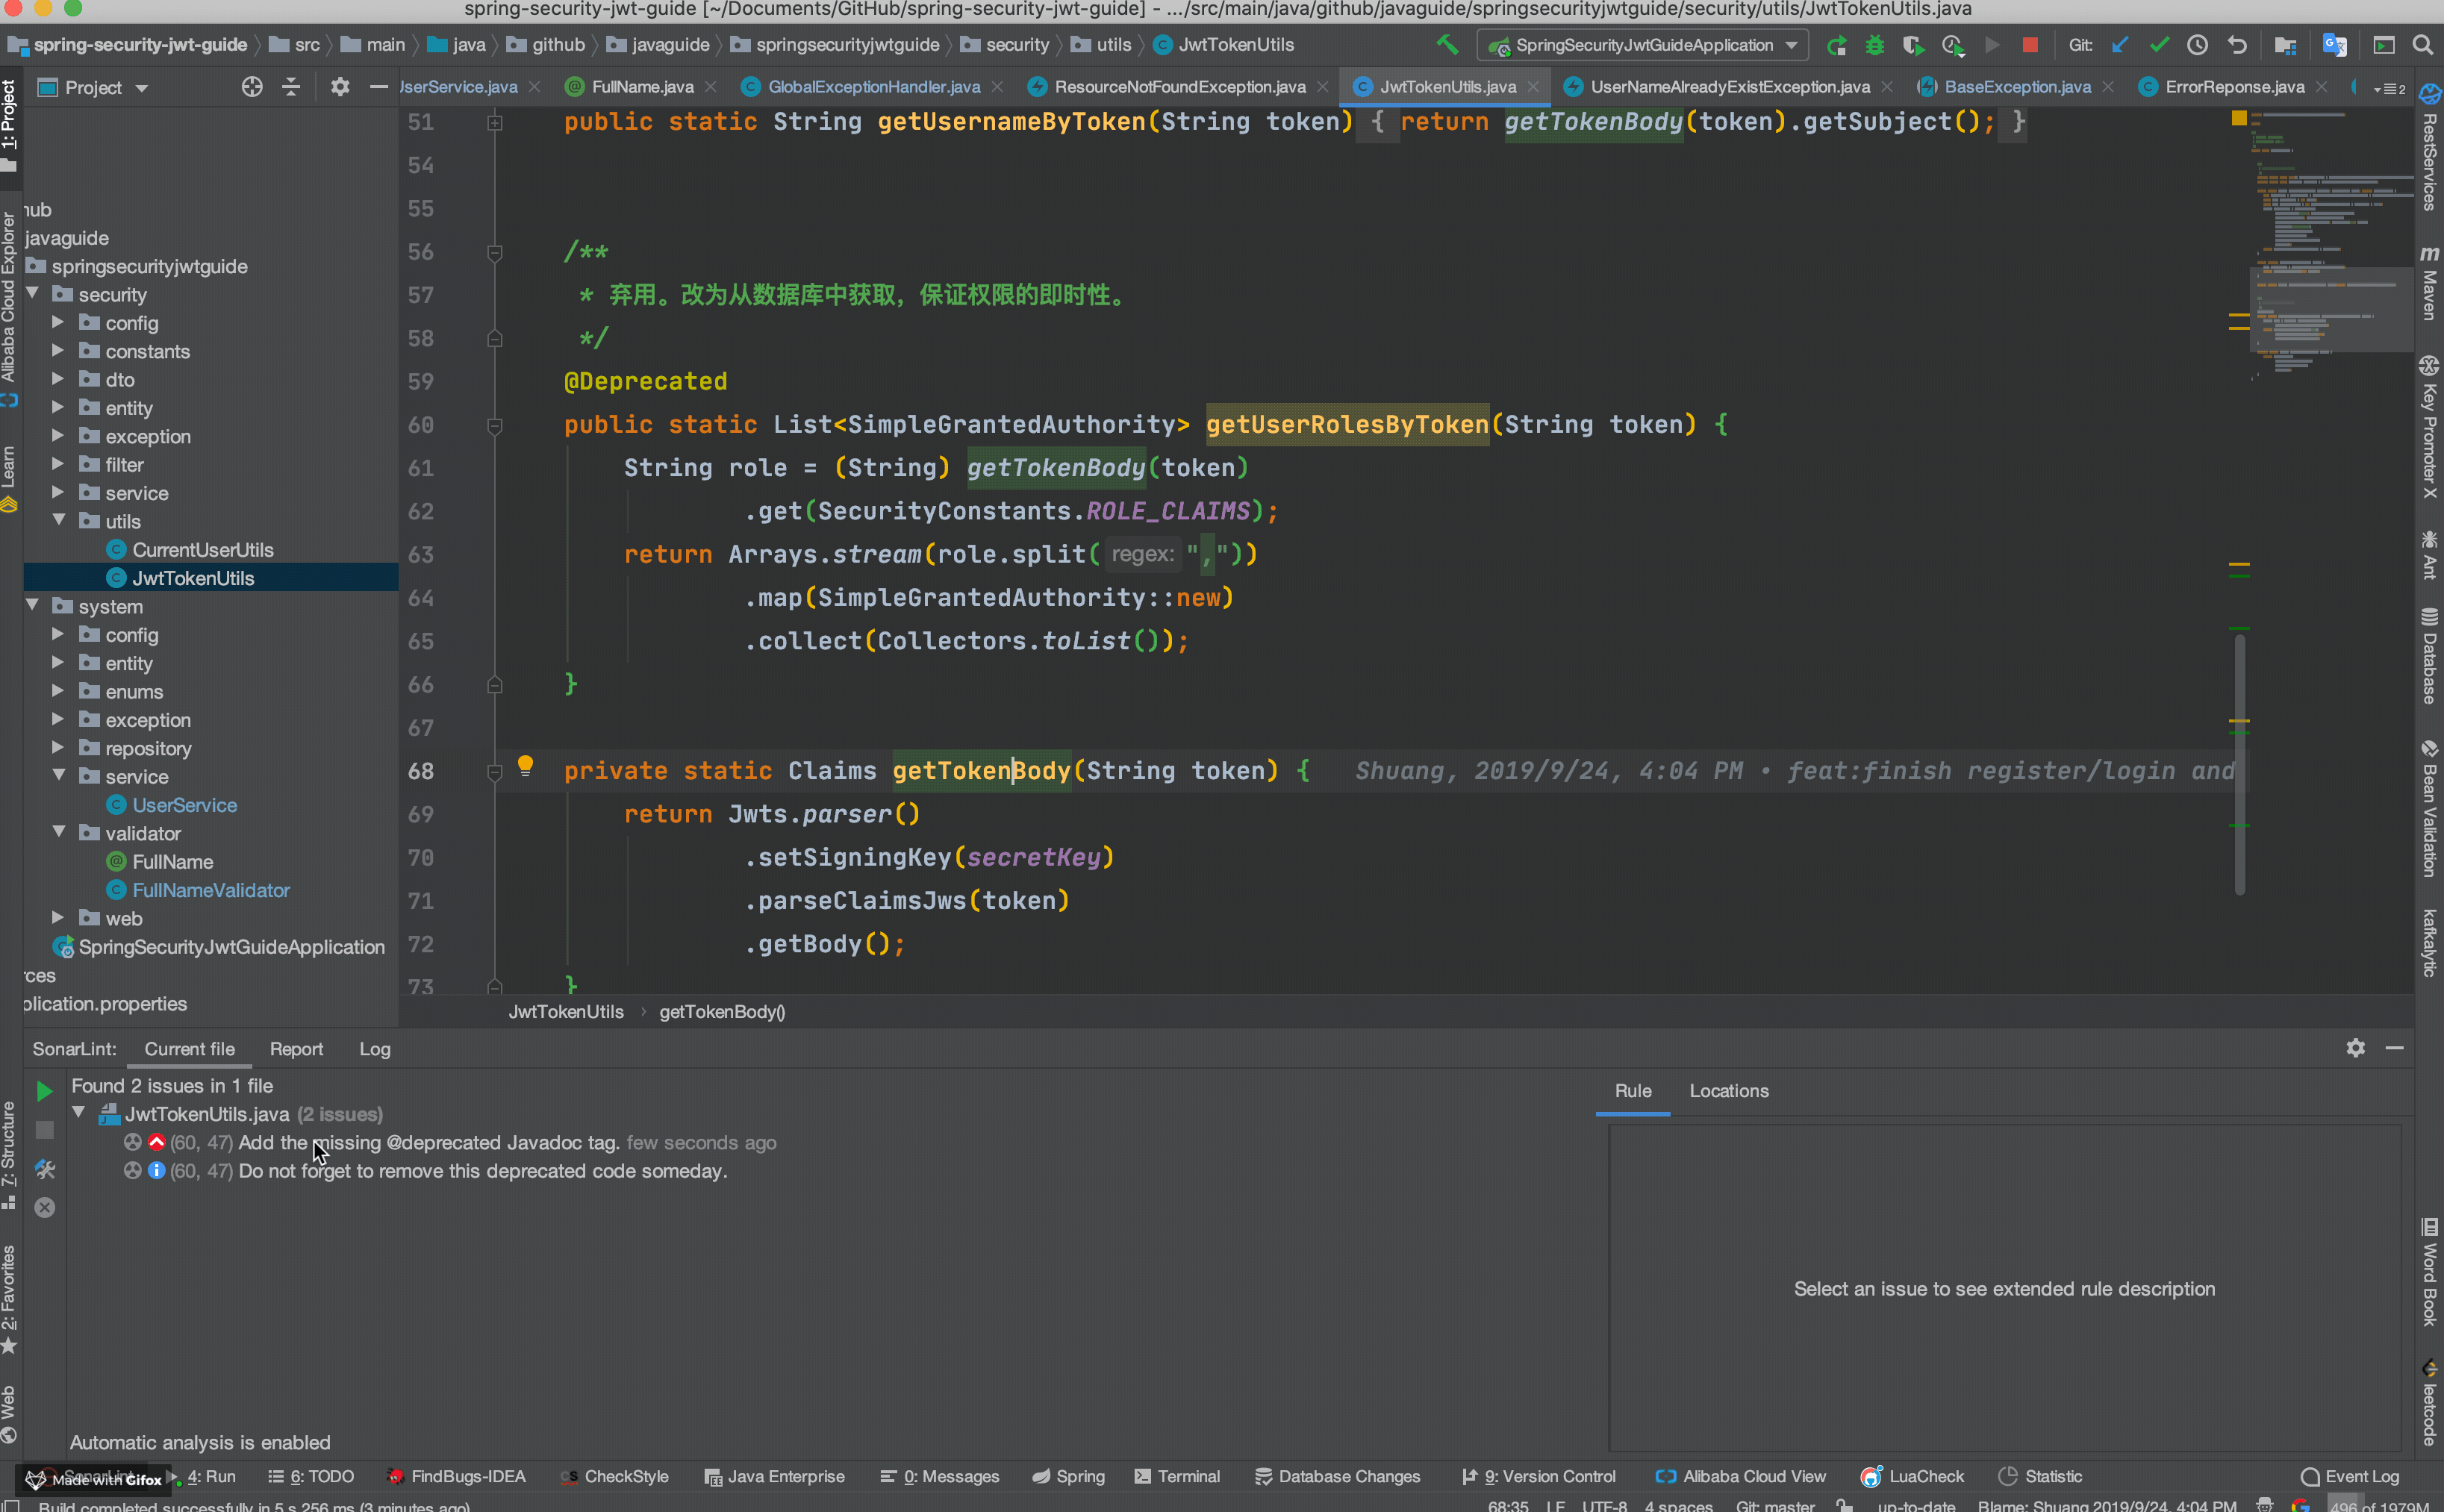 spring-security-jwt-guide [~/Documents/GitHub/spring-security-jwt-guide] - .../src/main/java/github/javaguide/springsecurityjwtguide/security/utils/JwtTokenUtils.java
spring-security-jwt-guide src main java github javaguide springsecurityjwtguide security utils JwtTokenUtils SpringSecurityJwtGuideApplication Git:
Project JserService.java FullName.java GlobalExceptionHandler.java ResourceNotFoundException.java JwtTokenUtils.java UserNameAlreadyExistException.java BaseException.java ErrorReponse.java 2
1: Project
Alibaba Cloud Explorer
Learn
7: Structure
2: Favorites
Web
javaguide
springsecurityjwtguide
security
config
constants
dto
entity
exception
filter
service
utils
CurrentUserUtils
JwtTokenUtils
system
config
entity
enums
exception
repository
service
UserService
validator
FullName
FullNameValidator
web
SpringSecurityJwtGuideApplication
rces
plication.properties
51 public static String getUsernameByToken(String token) { return getTokenBody(token).getSubject(); }
54
55
56 /**
57 * 弃用。改为从数据库中获取，保证权限的即时性。
58 */
59 @Deprecated
60 public static List<SimpleGrantedAuthority> getUserRolesByToken(String token) {
61 String role = (String) getTokenBody(token)
62 .get(SecurityConstants.ROLE_CLAIMS);
63 return Arrays.stream(role.split( regex: ","))
64 .map(SimpleGrantedAuthority::new)
65 .collect(Collectors.toList());
66 }
67
68 private static Claims getTokenBody(String token) { Shuang, 2019/9/24, 4:04 PM • feat:finish register/login and
69 return Jwts.parser()
70 .setSigningKey(secretKey)
71 .parseClaimsJws(token)
72 .getBody();
73 }
JwtTokenUtils getTokenBody()
RestServices
Maven
Key Promoter X
Ant
Database
Bean Validation
kafkalytic
Word Book
leetcode
SonarLint: Current file Report Log
Found 2 issues in 1 file
JwtTokenUtils.java (2 issues)
(60, 47) Add the missing @deprecated Javadoc tag. few seconds ago
(60, 47) Do not forget to remove this deprecated code someday.
Automatic analysis is enabled
Rule Locations
Select an issue to see extended rule description
Made with Gifox 4: Run 6: TODO FindBugs-IDEA CheckStyle Java Enterprise 0: Messages Spring Terminal Database Changes 9: Version Control Alibaba Cloud View LuaCheck Statistic Event Log
Build completed successfully in 5 s 256 ms (3 minutes ago) 68:35 LF UTF-8 4 spaces Git: master up-to-date Blame: Shuang 2019/9/24, 4:04 PM 496 of 1979M